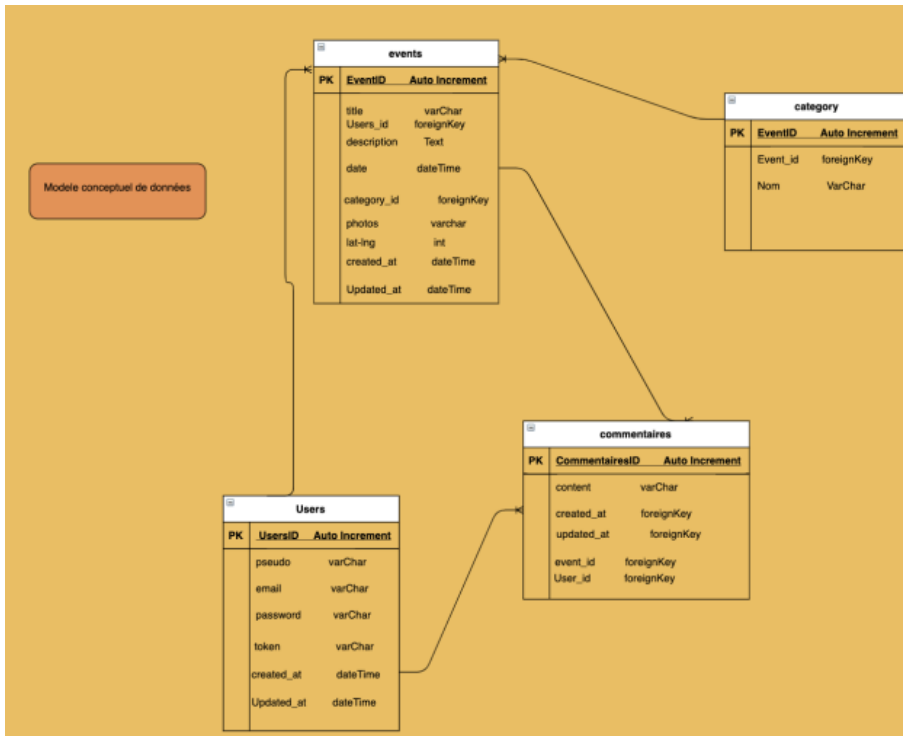 events
PK EventID Auto Increment
title varChar
Users_id foreignKey
description Text
date dateTime
category_id foreignKey
photos varchar
lat-lng int
created_at dateTime
Updated_at dateTime
category
PK EventID Auto Increment
Event_id foreignKey
Nom VarChar
Modele conceptuel de données
commentaires
PK CommentairesID Auto Increment
content varChar
created_at foreignKey
updated_at foreignKey
event_id foreignKey
User_id foreignKey
Users
PK UsersID Auto Increment
pseudo varChar
email varChar
password varChar
token varChar
created_at dateTime
Updated_at dateTime